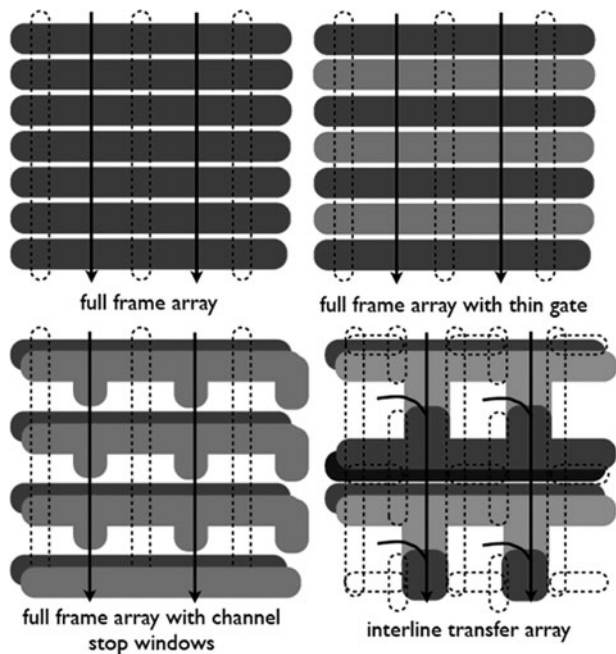 full frame array
full frame array with thin gate
full frame array with channel
stop windows
interline transfer array